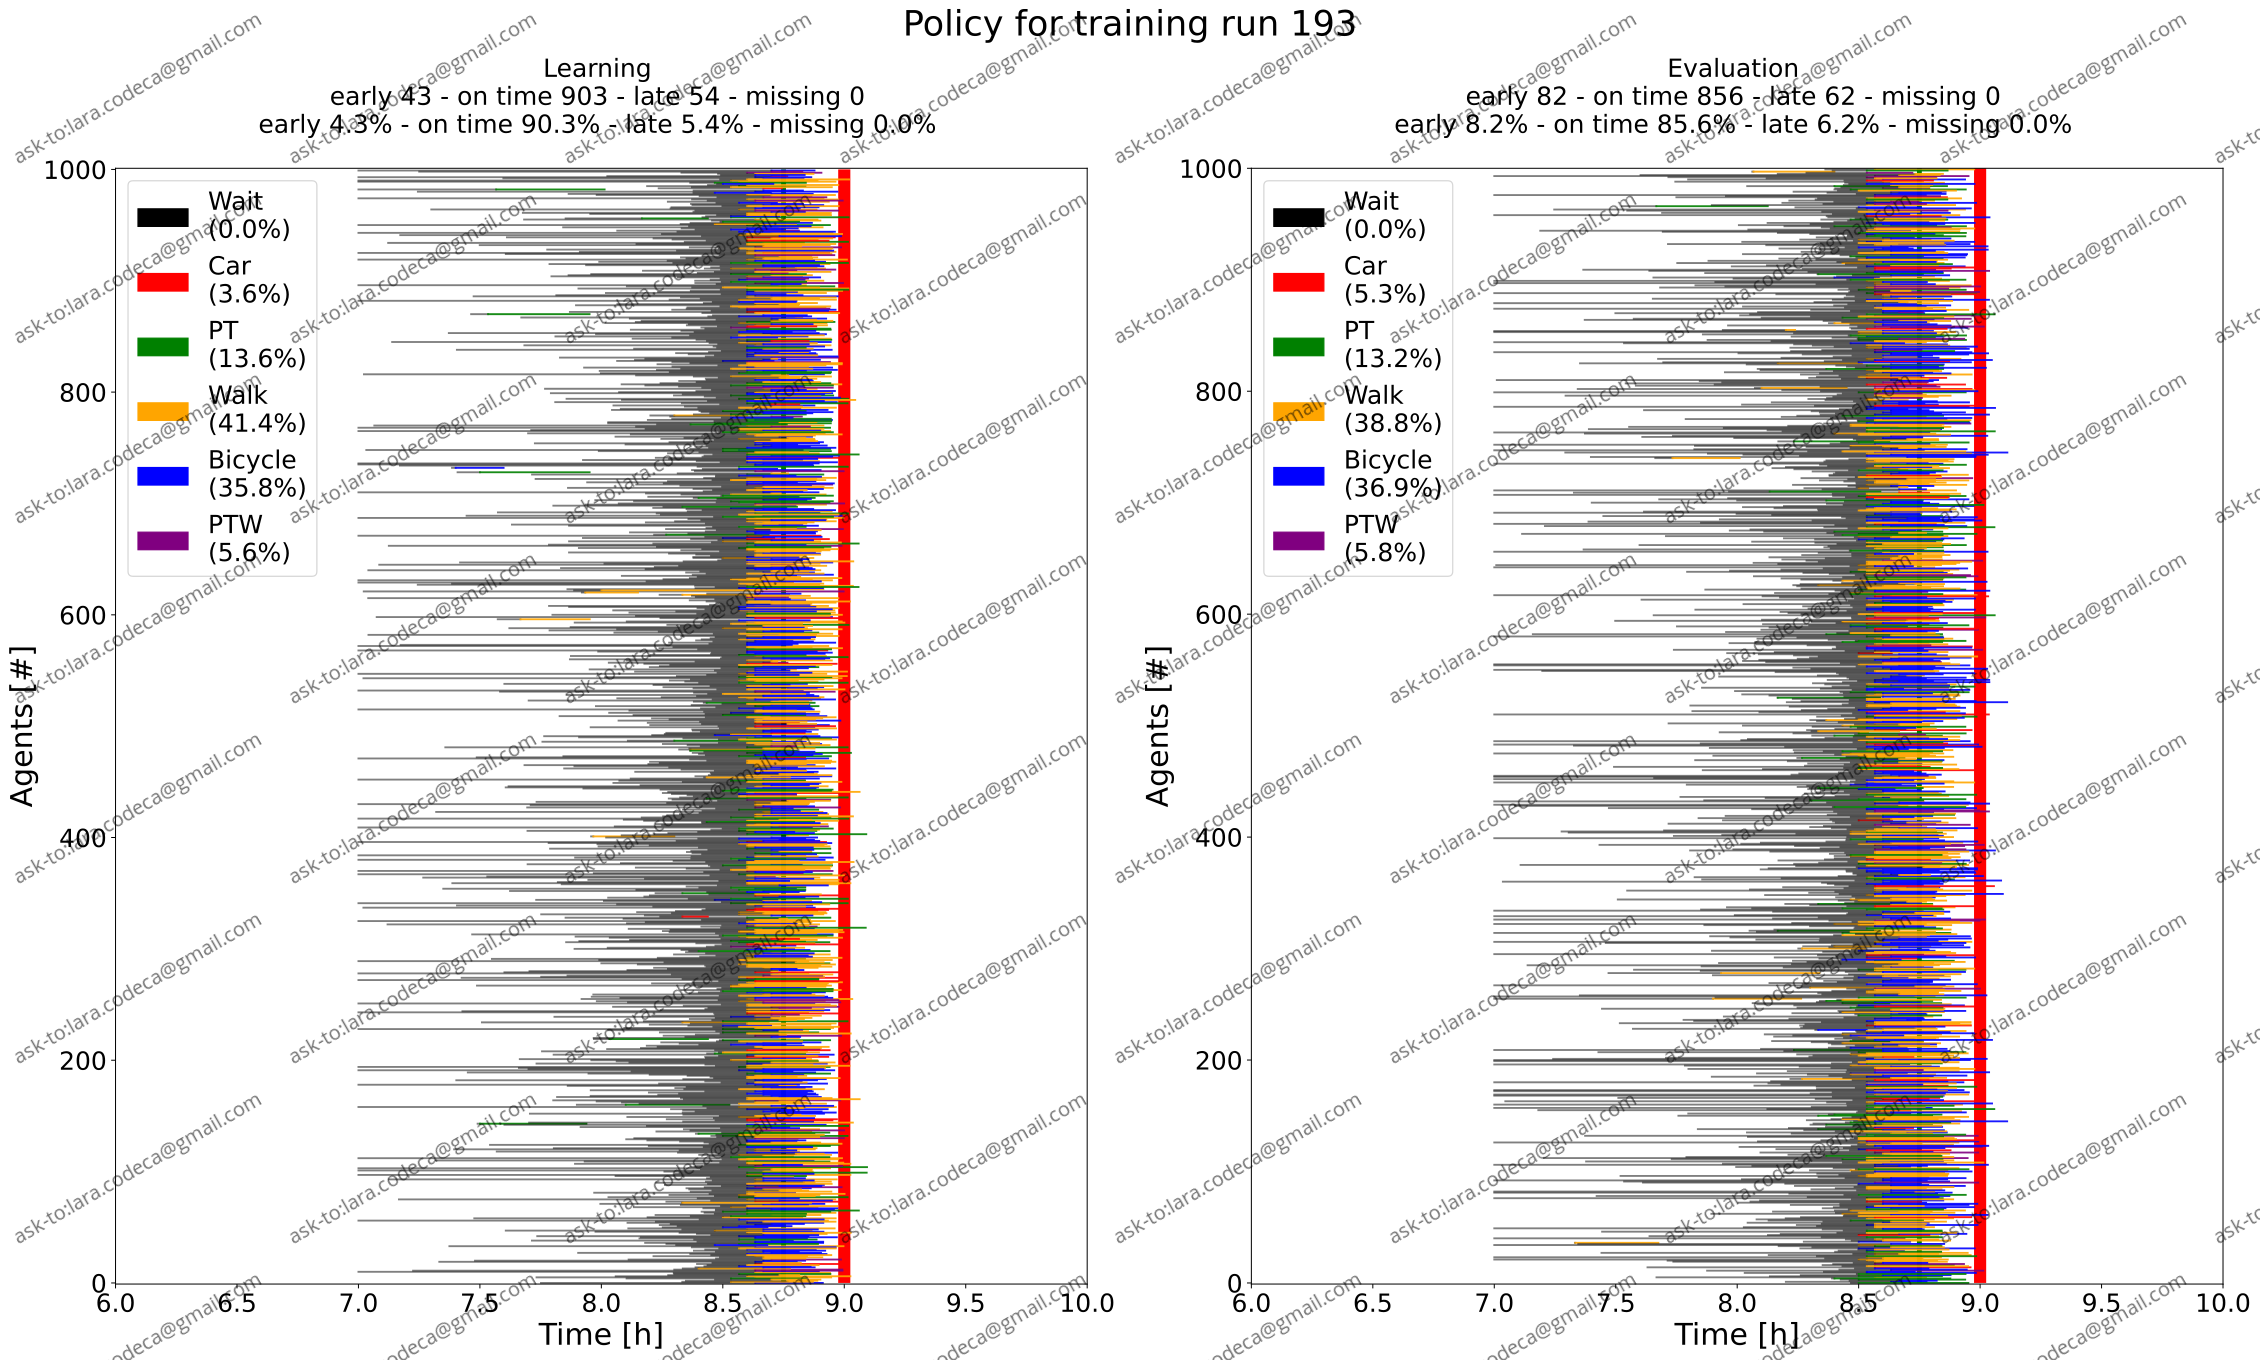 Policy for training run 193
Learning
early 43 - on time 903 - late 54 - missing 0
early 4.3% - on time 90.3% - late 5.4% - missing 0.0%
Evaluation
early 82 - on time 856 - late 62 - missing 0
early 8.2% - on time 85.6% - late 6.2% - missing 0.0%
Agents [#]
1000
800
600
400
200
0
Wait
(0.0%)
Car
(3.6%)
PT
(13.6%)
Walk
(41.4%)
Bicycle
(35.8%)
PTW
(5.6%)
6.0 6.5 7.0 7.5 8.0 8.5 9.0 9.5 10.0
Time [h]
Agents [#]
1000
800
600
400
200
0
Wait
(0.0%)
Car
(5.3%)
PT
(13.2%)
Walk
(38.8%)
Bicycle
(36.9%)
PTW
(5.8%)
6.0 6.5 7.0 7.5 8.0 8.5 9.0 9.5 10.0
Time [h]
ask-to:lara.codeca@gmail.com